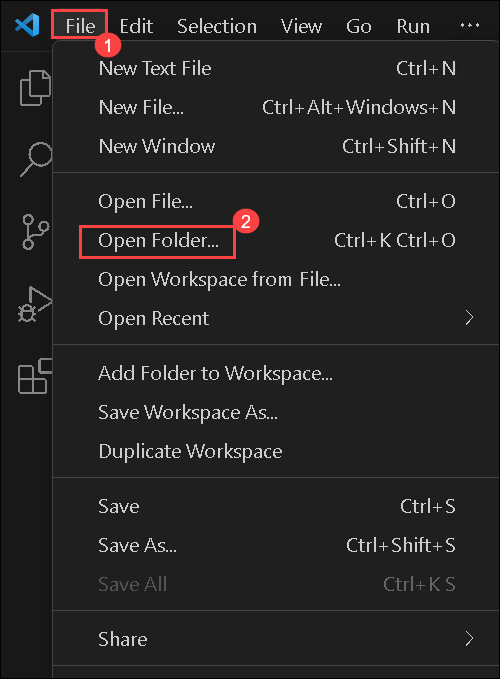 File Edit Selection View Go Run ...
1
New Text File Ctrl+N
New File... Ctrl+Alt+Windows+N
New Window Ctrl+Shift+N
Open File... Ctrl+O
2
Open Folder... Ctrl+K Ctrl+O
Open Workspace from File...
Open Recent
Add Folder to Workspace...
Save Workspace As...
Duplicate Workspace
Save Ctrl+S
Save As... Ctrl+Shift+S
Save All Ctrl+K S
Share